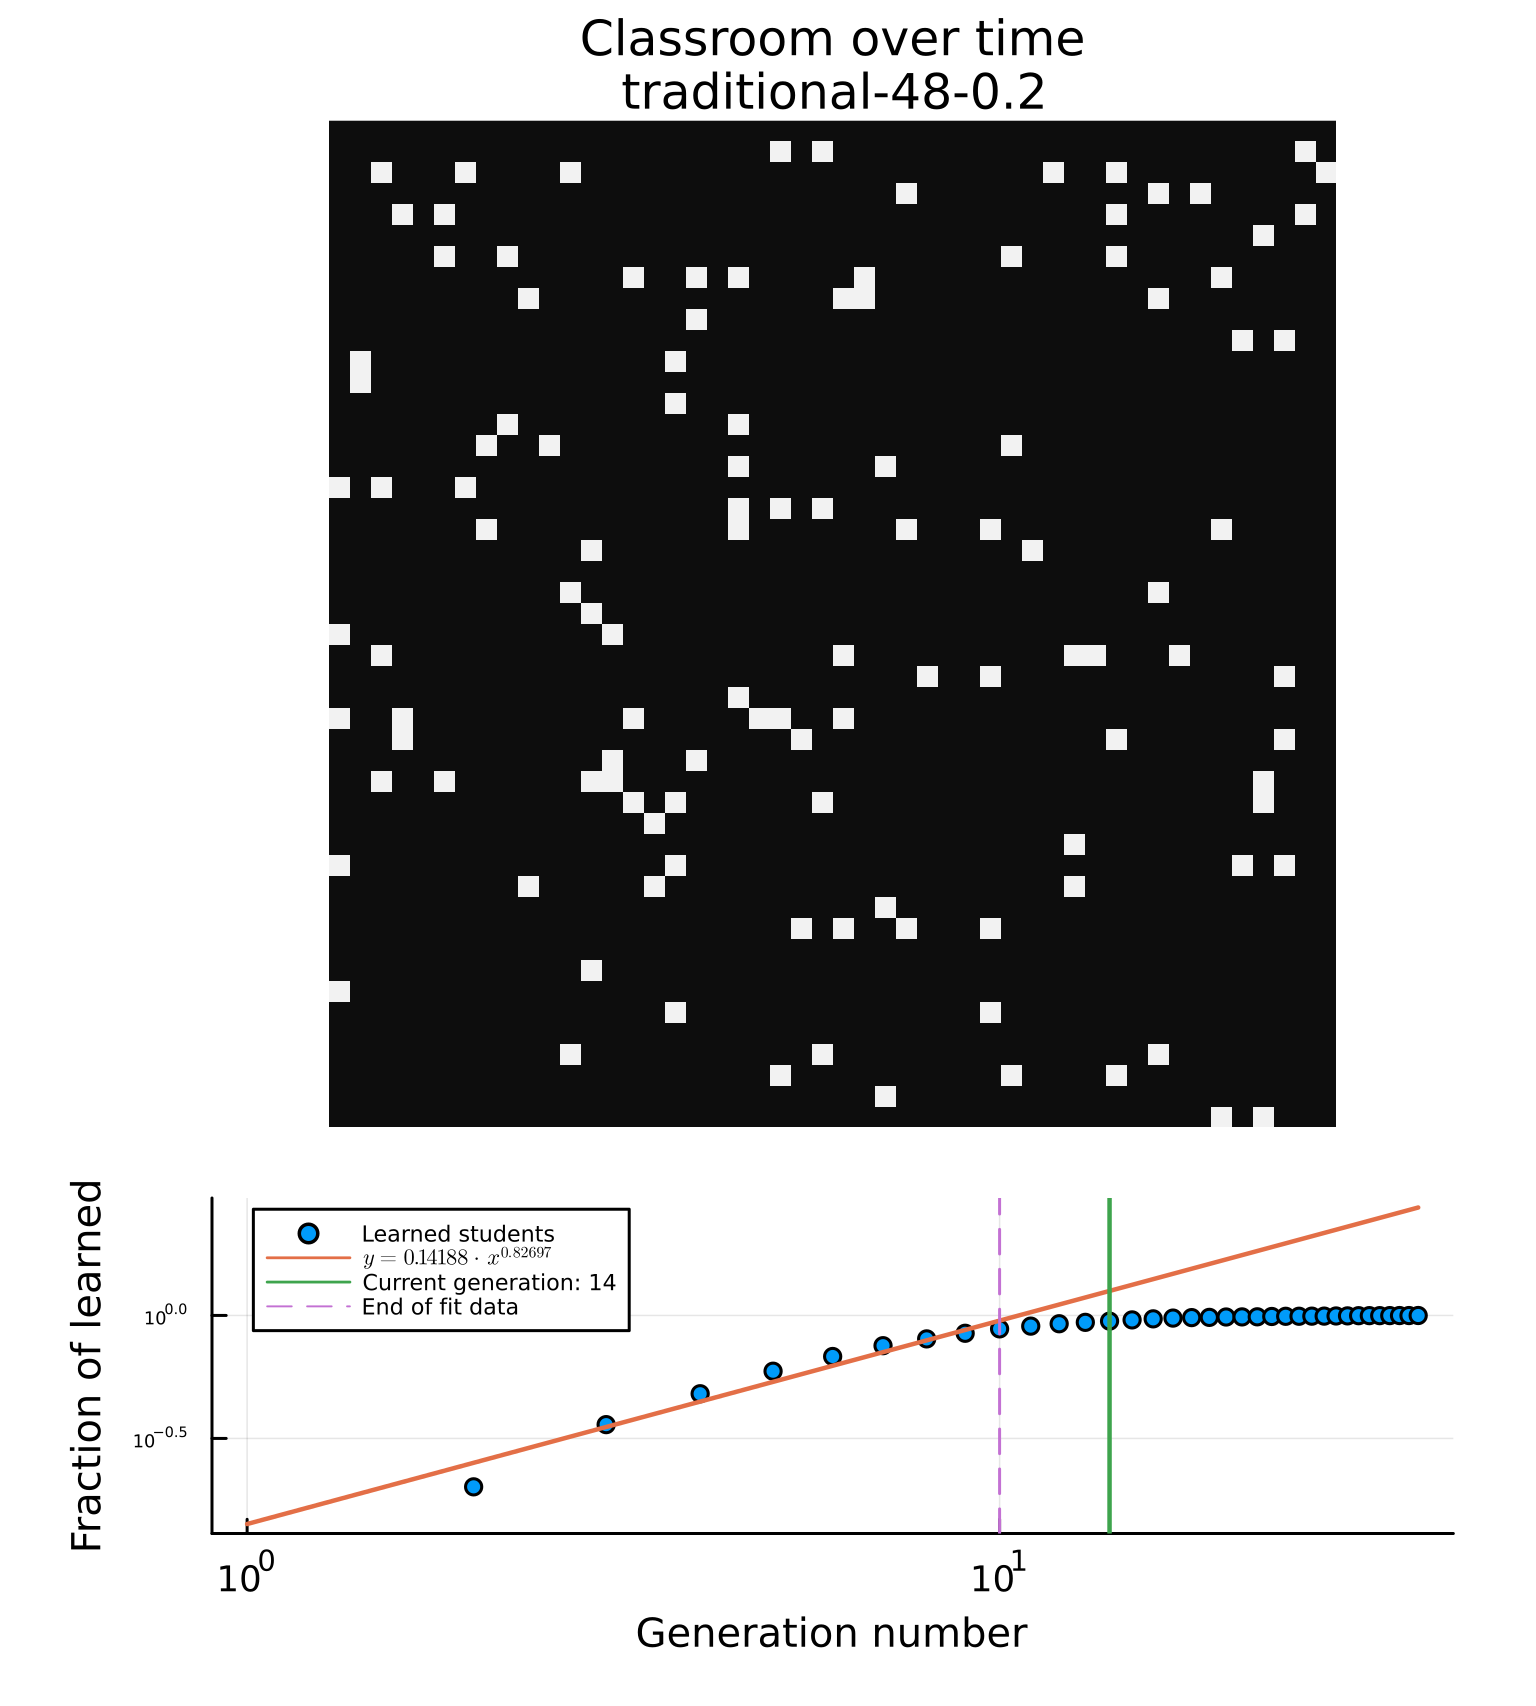 Classroom over time
traditional-48-0.2
Fraction of learned
Learned students
y = 0.14188 · x^0.82697
Current generation: 14
End of fit data
10^0.0
10^−0.5
10^0
10^1
Generation number